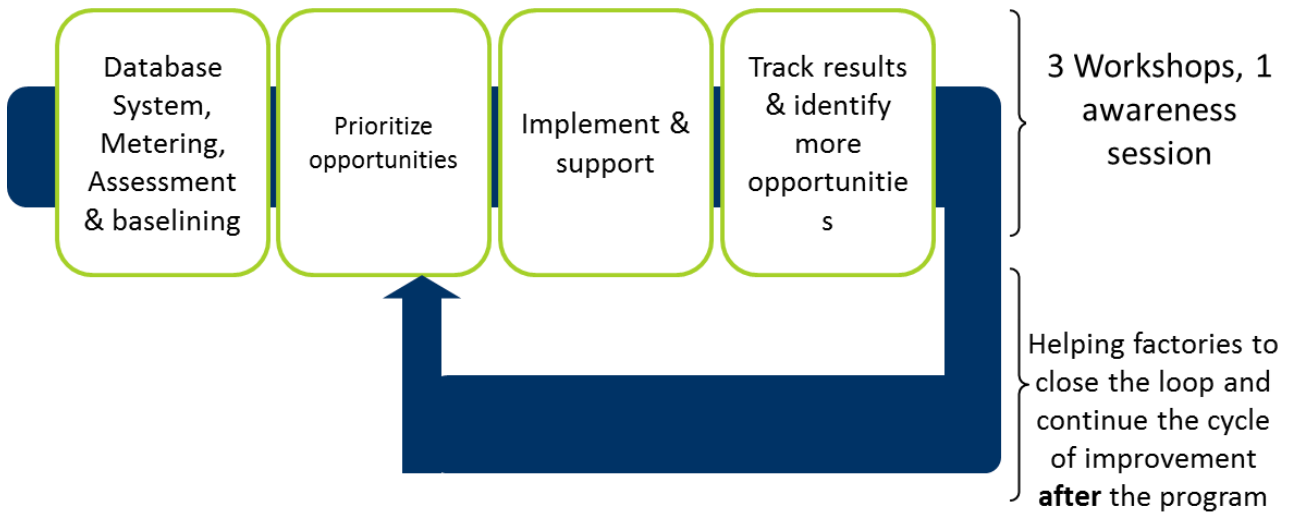 Database
System,
Metering,
Assessment
& baselining
Prioritize
opportunities
Implement &
support
Track results
& identify
more
opportunitie
s
3 Workshops, 1
awareness
session
Helping factories to
close the loop and
continue the cycle
of improvement
after the program